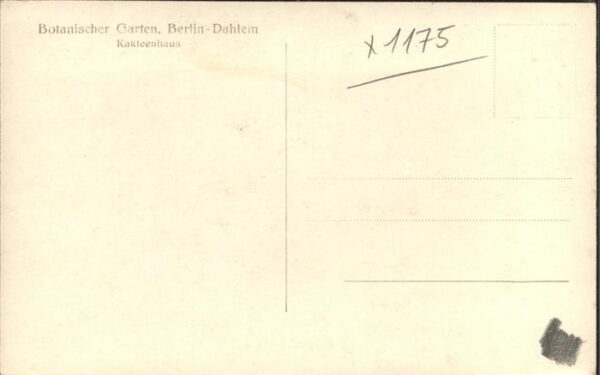 Botanischer Garten, Berlin-Dahlem
Kakteenhaus
x 1175